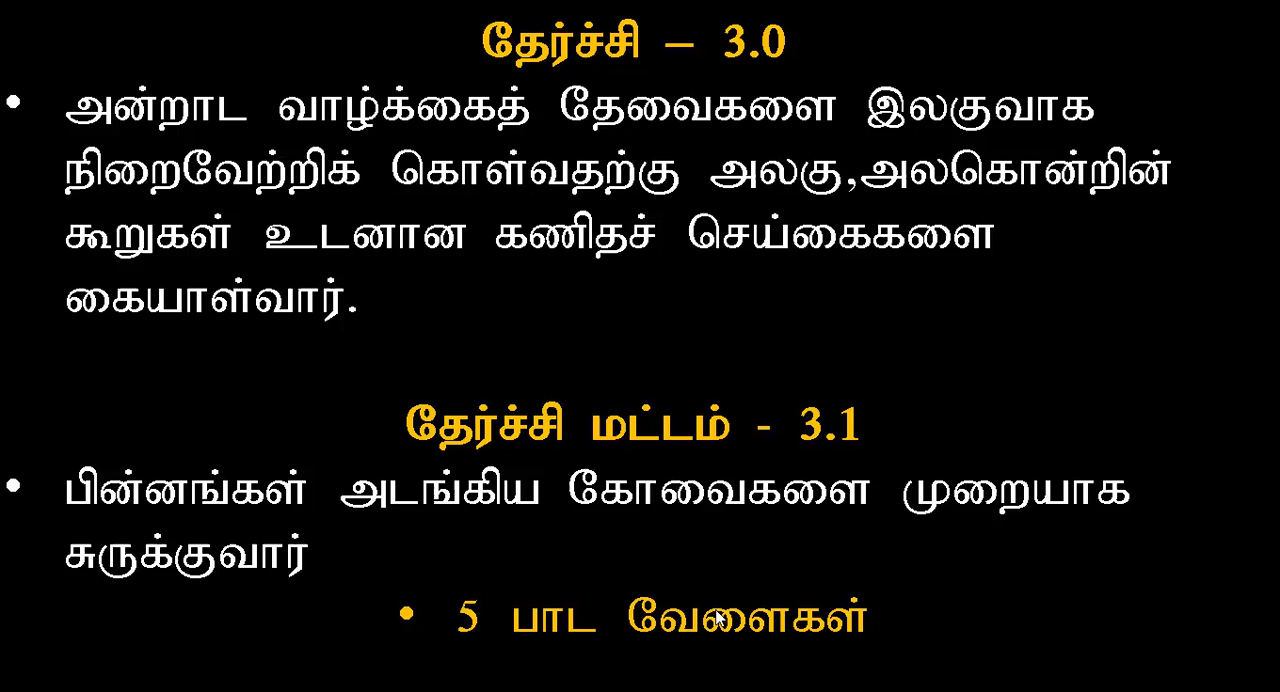 தேர்ச்சி – 3.0
• அன்றாட வாழ்க்கைத் தேவைகளை இலகுவாக
நிறைவேற்றிக் கொள்வதற்கு அலகு,அலகொன்றின்
கூறுகள் உடனான கணிதச் செய்கைகளை
கையாள்வார்.
தேர்ச்சி மட்டம் - 3.1
• பின்னங்கள் அடங்கிய கோவைகளை முறையாக
சுருக்குவார்
• 5 பாட வேளைகள்